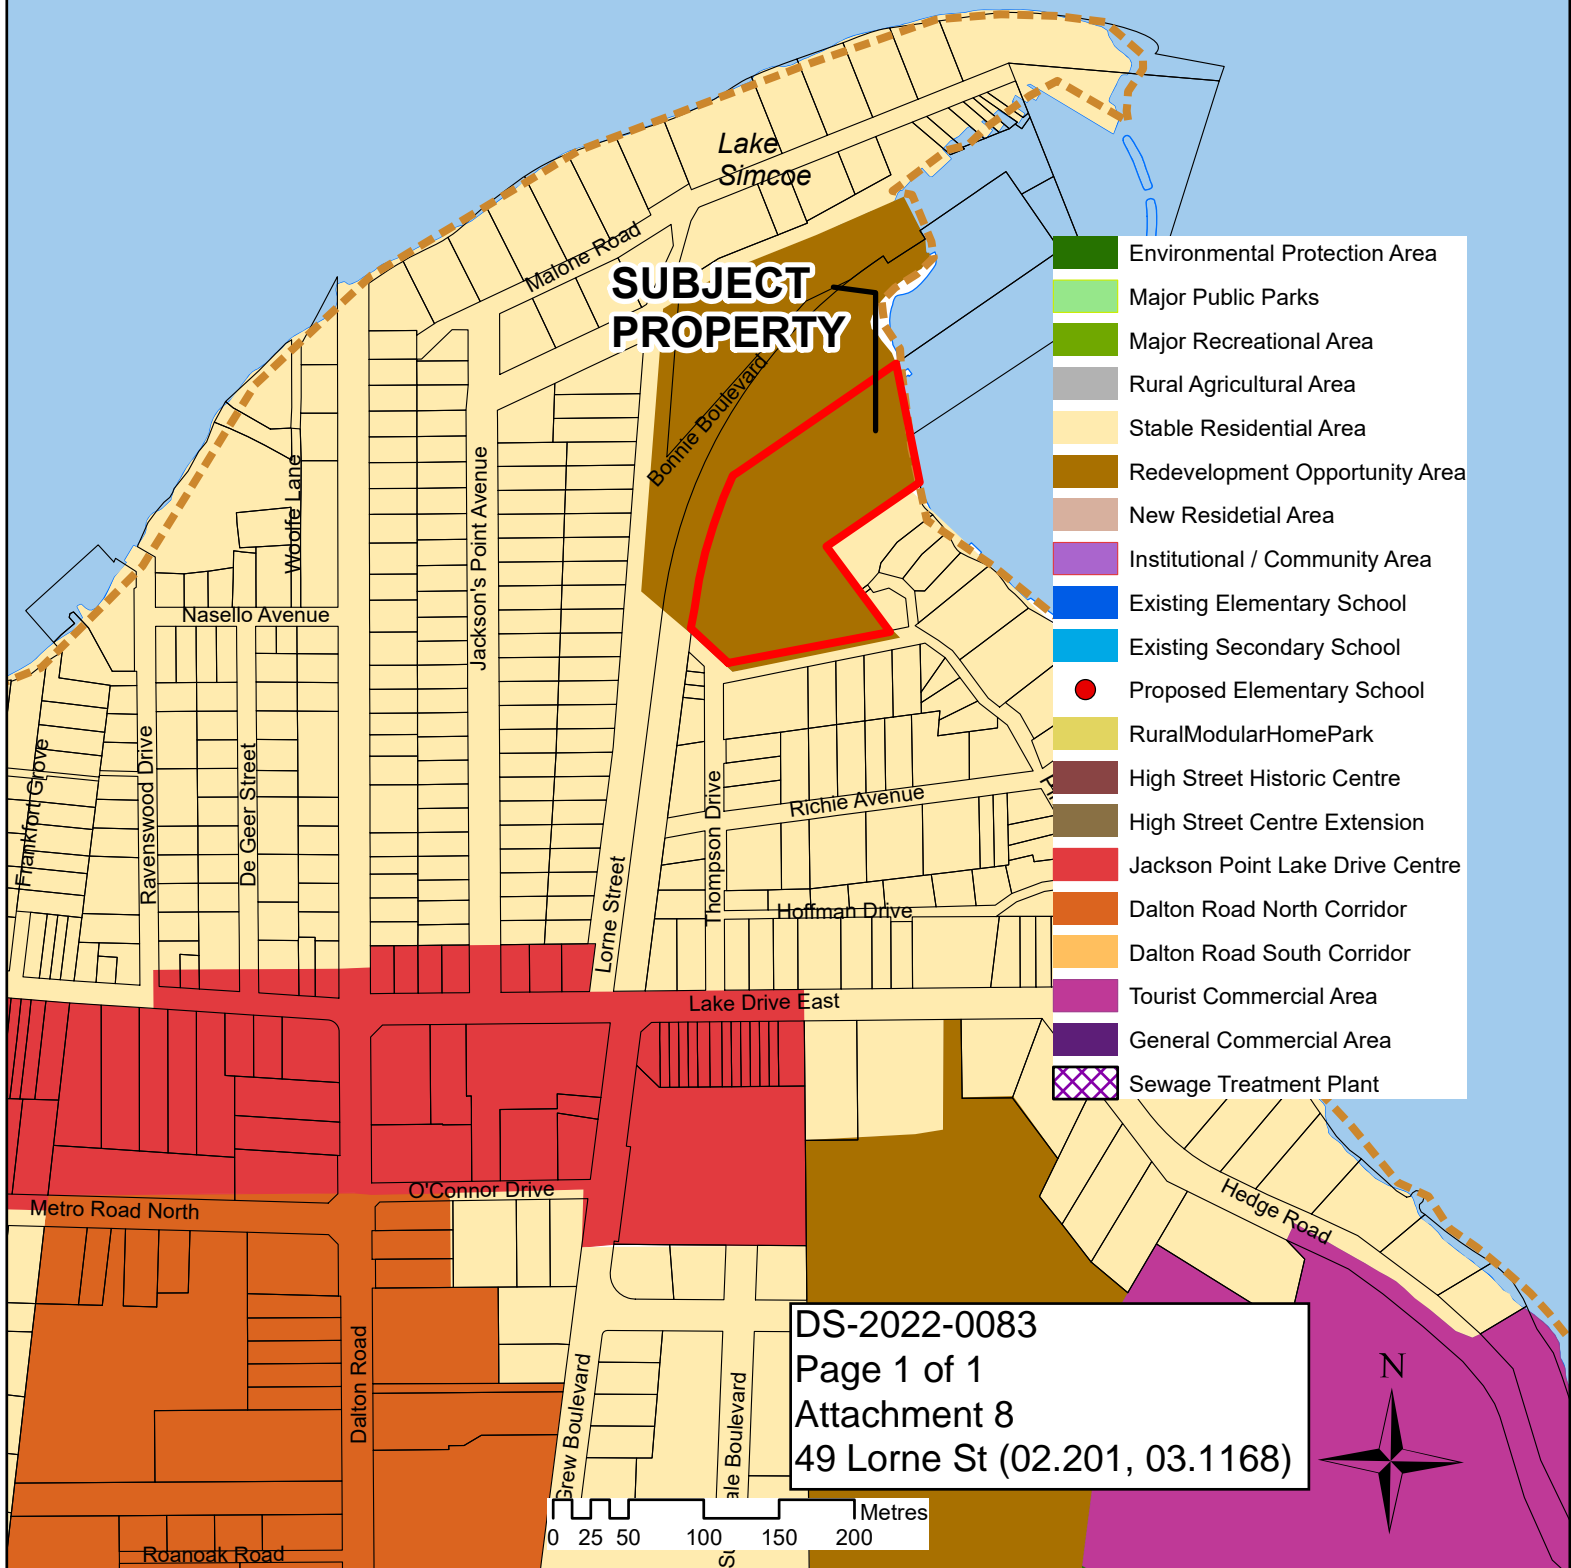 Lake
Simcoe
Malone Road
SUBJECT
PROPERTY
Bonnie Boulevard
Woolfe Lane
Jackson's Point Avenue
Nasello Avenue
Frankfort Grove
Ravenswood Drive
De Geer Street
Lorne Street
Thompson Drive
Richie Avenue
Hoffman Drive
Lake Drive East
Metro Road North
O'Connor Drive
Hedge Road
Dalton Road
Grew Boulevard
ale Boulevard
Roanoak Road
Environmental Protection Area
Major Public Parks
Major Recreational Area
Rural Agricultural Area
Stable Residential Area
Redevelopment Opportunity Area
New Residetial Area
Institutional / Community Area
Existing Elementary School
Existing Secondary School
Proposed Elementary School
RuralModularHomePark
High Street Historic Centre
High Street Centre Extension
Jackson Point Lake Drive Centre
Dalton Road North Corridor
Dalton Road South Corridor
Tourist Commercial Area
General Commercial Area
Sewage Treatment Plant
DS-2022-0083
Page 1 of 1
Attachment 8
49 Lorne St (02.201, 03.1168)
N
Metres
0 25 50 100 150 200